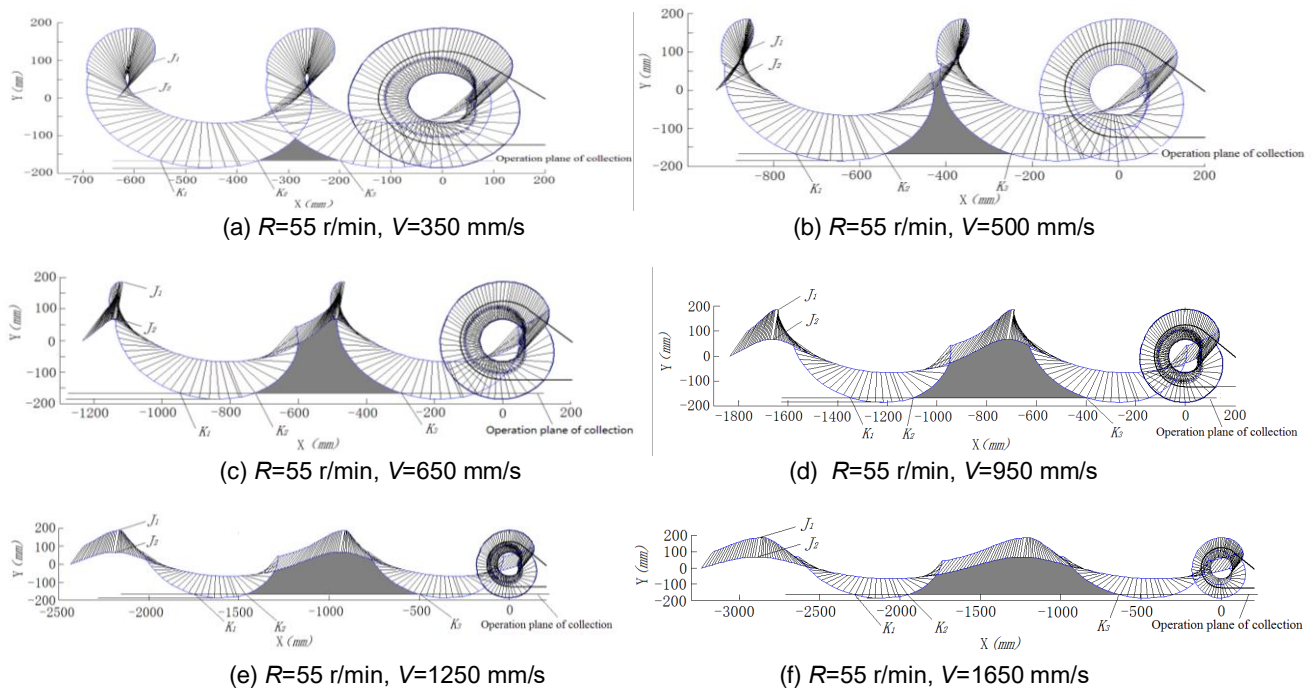 200
100
0
-100
-200
Y(mm)
J1
J2
Operation plane of collection
-700 -600 -500 -400 -300 -200 -100 0 100 200
K1 K2 K3
X(mm)
(a) R=55 r/min, V=350 mm/s
200
150
100
50
0
-50
-100
-150
-200
Y(mm)
J1
J2
Operation plane of collection
-800 -600 -400 -200 0 200
K1 K2 K3
X(mm)
(b) R=55 r/min, V=500 mm/s
200
100
0
-100
-200
Y(mm)
J1
J2
-1200 -1000 -800 -600 -400 -200 0 200
K1 K2 K3
Operation plane of collection
X(mm)
(c) R=55 r/min, V=650 mm/s
200
100
0
-100
-200
Y(mm)
J1
J2
-1800 -1600 -1400 -1200 -1000 -800 -600 -400 -200 0 200
K1 K2 K3
Operation plane of collection
X(mm)
(d) R=55 r/min, V=950 mm/s
200
100
0
-100
-200
Y(mm)
J1
J2
-2500 -2000 -1500 -1000 -500 0
K1 K2 K3
Operation plane of collection
X(mm)
(e) R=55 r/min, V=1250 mm/s
200
100
0
-100
-200
Y(mm)
J1
J2
-3000 -2500 -2000 -1500 -1000 -500 0
K1 K2 K3
Operation plane of collection
X(mm)
(f) R=55 r/min, V=1650 mm/s